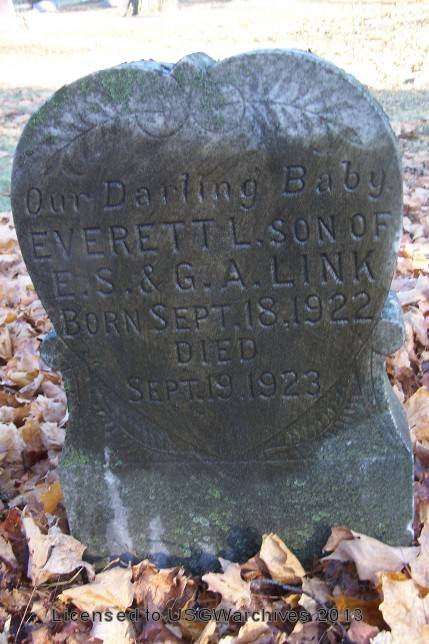 Our Darling Baby
EVERETT L. SON OF
E. S. & G. A. LINK
BORN SEPT. 18, 1922
DIED
SEPT. 19, 1923
Licensed to USGWarchives 2013